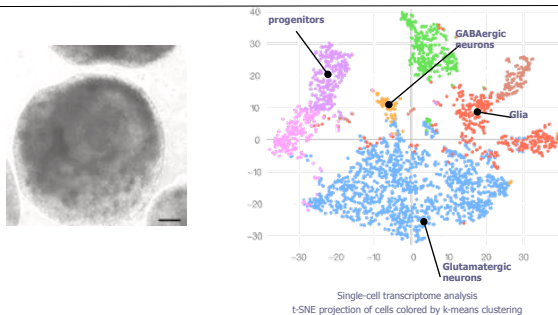 progenitors
GABAergic
neurons
Glia
Glutamatergic
neurons
40
30
20
10
0
-10
-20
-30
-30
-20
-10
0
10
20
30
Single-cell transcriptome analysis
t-SNE projection of cells colored by k-means clustering